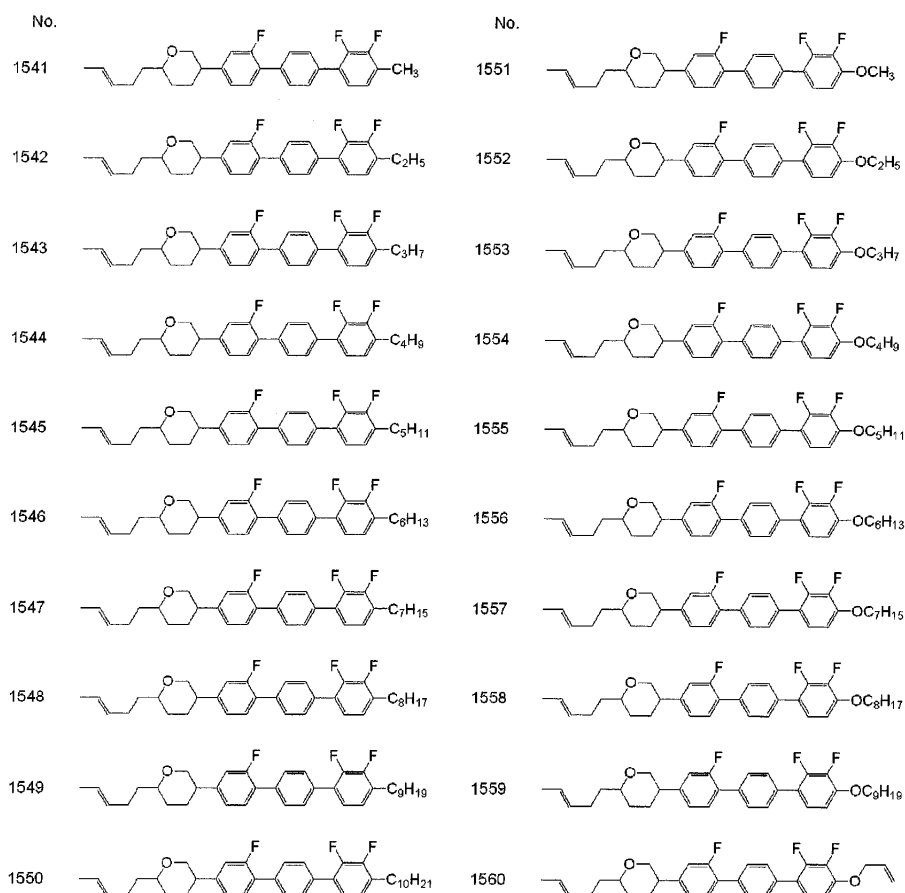 No.
F F F
O
1541 CH₃
F F F
O
1542 C₂H₅
F F F
O
1543 C₃H₇
F F F
O
1544 C₄H₉
F F F
O
1545 C₅H₁₁
F F F
O
1546 C₆H₁₃
F F F
O
1547 C₇H₁₅
F F F
O
1548 C₈H₁₇
F F F
O
1549 C₉H₁₉
F F F
O
1550 C₁₀H₂₁
No.
F F F
O
1551 OCH₃
F F F
O
1552 OC₂H₅
F F F
O
1553 OC₃H₇
F F F
O
1554 OC₄H₉
F F F
O
1555 OC₅H₁₁
F F F
O
1556 OC₆H₁₃
F F F
O
1557 OC₇H₁₅
F F F
O
1558 OC₈H₁₇
F F F
O
1559 OC₉H₁₉
F F F
O
1560 O